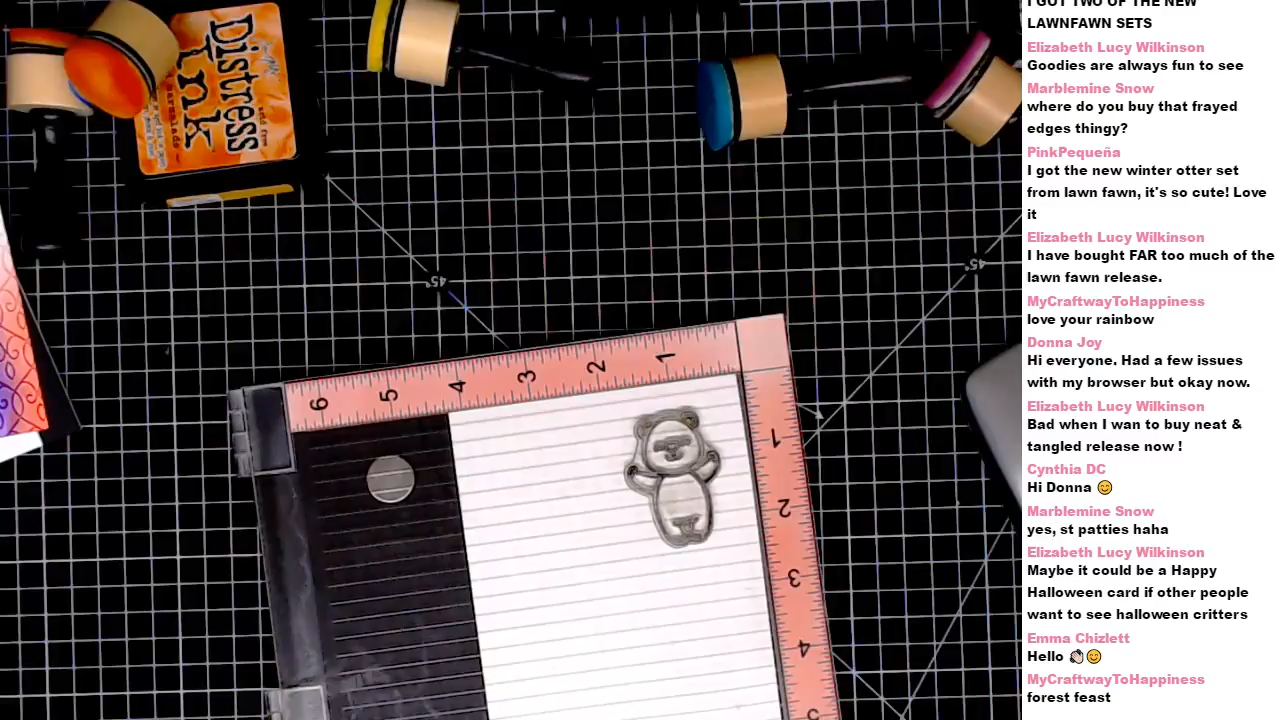 Distress
Ink
6
5
4
3
2
1
1
2
3
4
5
45°
45°
I GOT TWO OF THE NEW
LAWNFAWN SETS
Elizabeth Lucy Wilkinson
Goodies are always fun to see
Marblemine Snow
where do you buy that frayed
edges thingy?
PinkPequeña
I got the new winter otter set
from lawn fawn, it's so cute! Love
it
Elizabeth Lucy Wilkinson
I have bought FAR too much of the
lawn fawn release.
MyCraftwayToHappiness
love your rainbow
Donna Joy
Hi everyone. Had a few issues
with my browser but okay now.
Elizabeth Lucy Wilkinson
Bad when I wan to buy neat &
tangled release now !
Cynthia DC
Hi Donna 😊
Marblemine Snow
yes, st patties haha
Elizabeth Lucy Wilkinson
Maybe it could be a Happy
Halloween card if other people
want to see halloween critters
Emma Chizlett
Hello 👏🏻😊
MyCraftwayToHappiness
forest feast